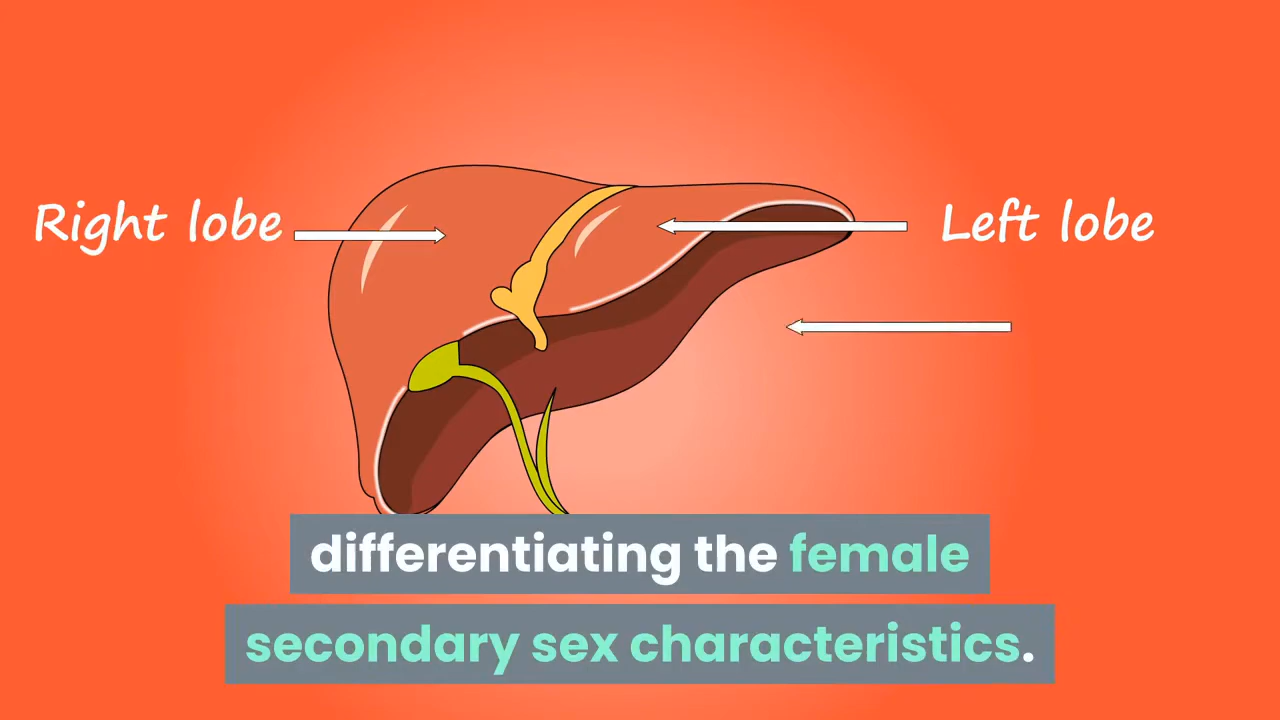 Right lobe
Left lobe
differentiating the female
secondary sex characteristics.